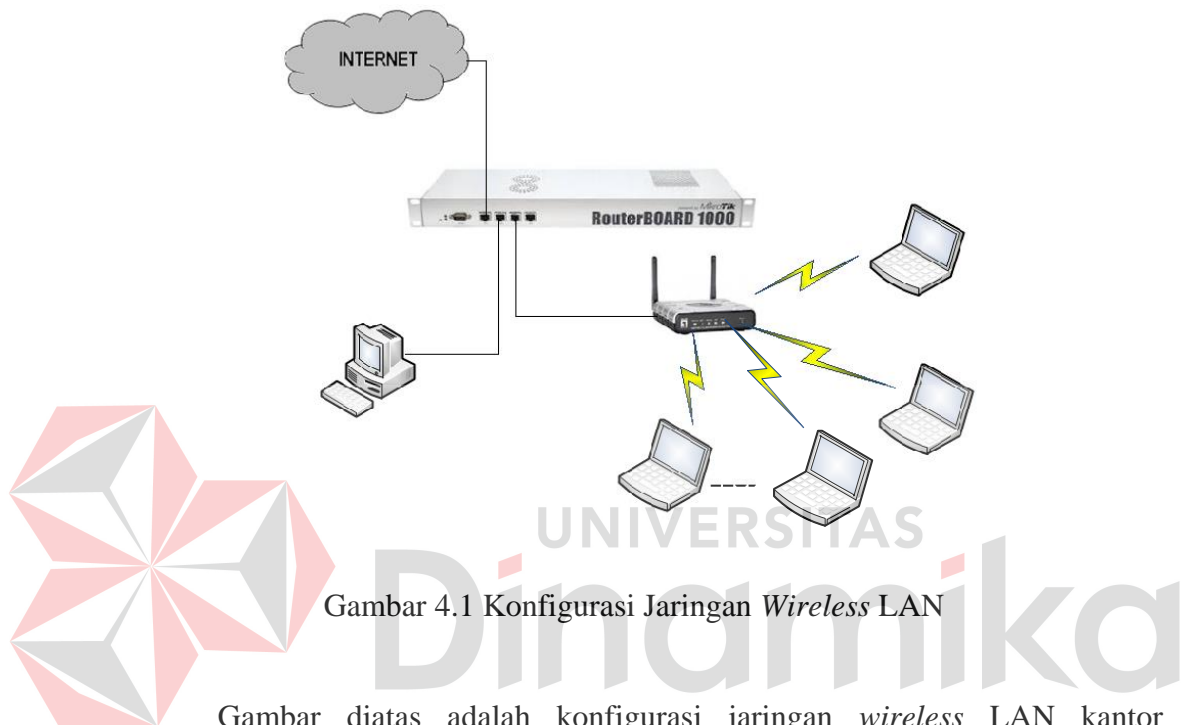 INTERNET
MikroTik
RouterBOARD 1000
UNIVERSITAS
Dinamika
Gambar 4.1 Konfigurasi Jaringan Wireless LAN
Gambar diatas adalah konfigurasi jaringan wireless LAN kantor